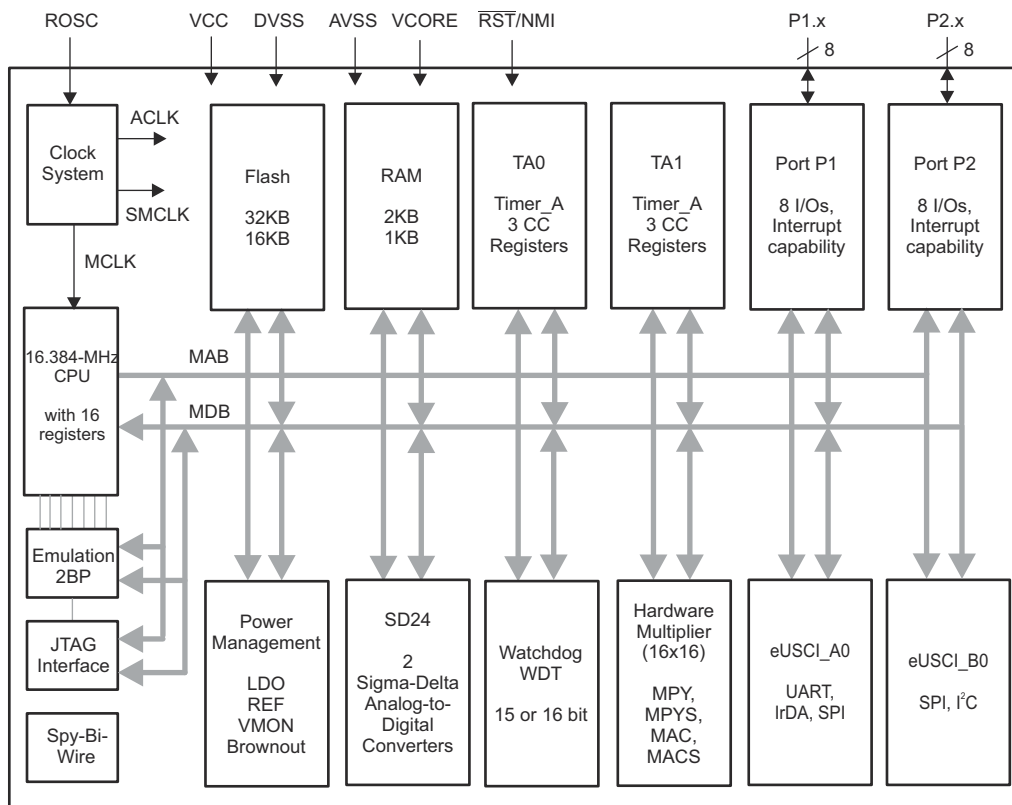 ROSC
VCC
DVSS
AVSS
VCORE
RST/NMI
P1.x
P2.x
8
8
Clock
System
ACLK
SMCLK
MCLK
Flash
32KB
16KB
RAM
2KB
1KB
TA0
Timer_A
3 CC
Registers
TA1
Timer_A
3 CC
Registers
Port P1
8 I/Os,
Interrupt
capability
Port P2
8 I/Os,
Interrupt
capability
16.384-MHz
CPU
with 16
registers
MAB
MDB
Emulation
2BP
JTAG
Interface
Spy-Bi-
Wire
Power
Management
LDO
REF
VMON
Brownout
SD24
2
Sigma-Delta
Analog-to-
Digital
Converters
Watchdog
WDT
15 or 16 bit
Hardware
Multiplier
(16x16)
MPY,
MPYS,
MAC,
MACS
eUSCI_A0
UART,
IrDA, SPI
eUSCI_B0
SPI, I²C